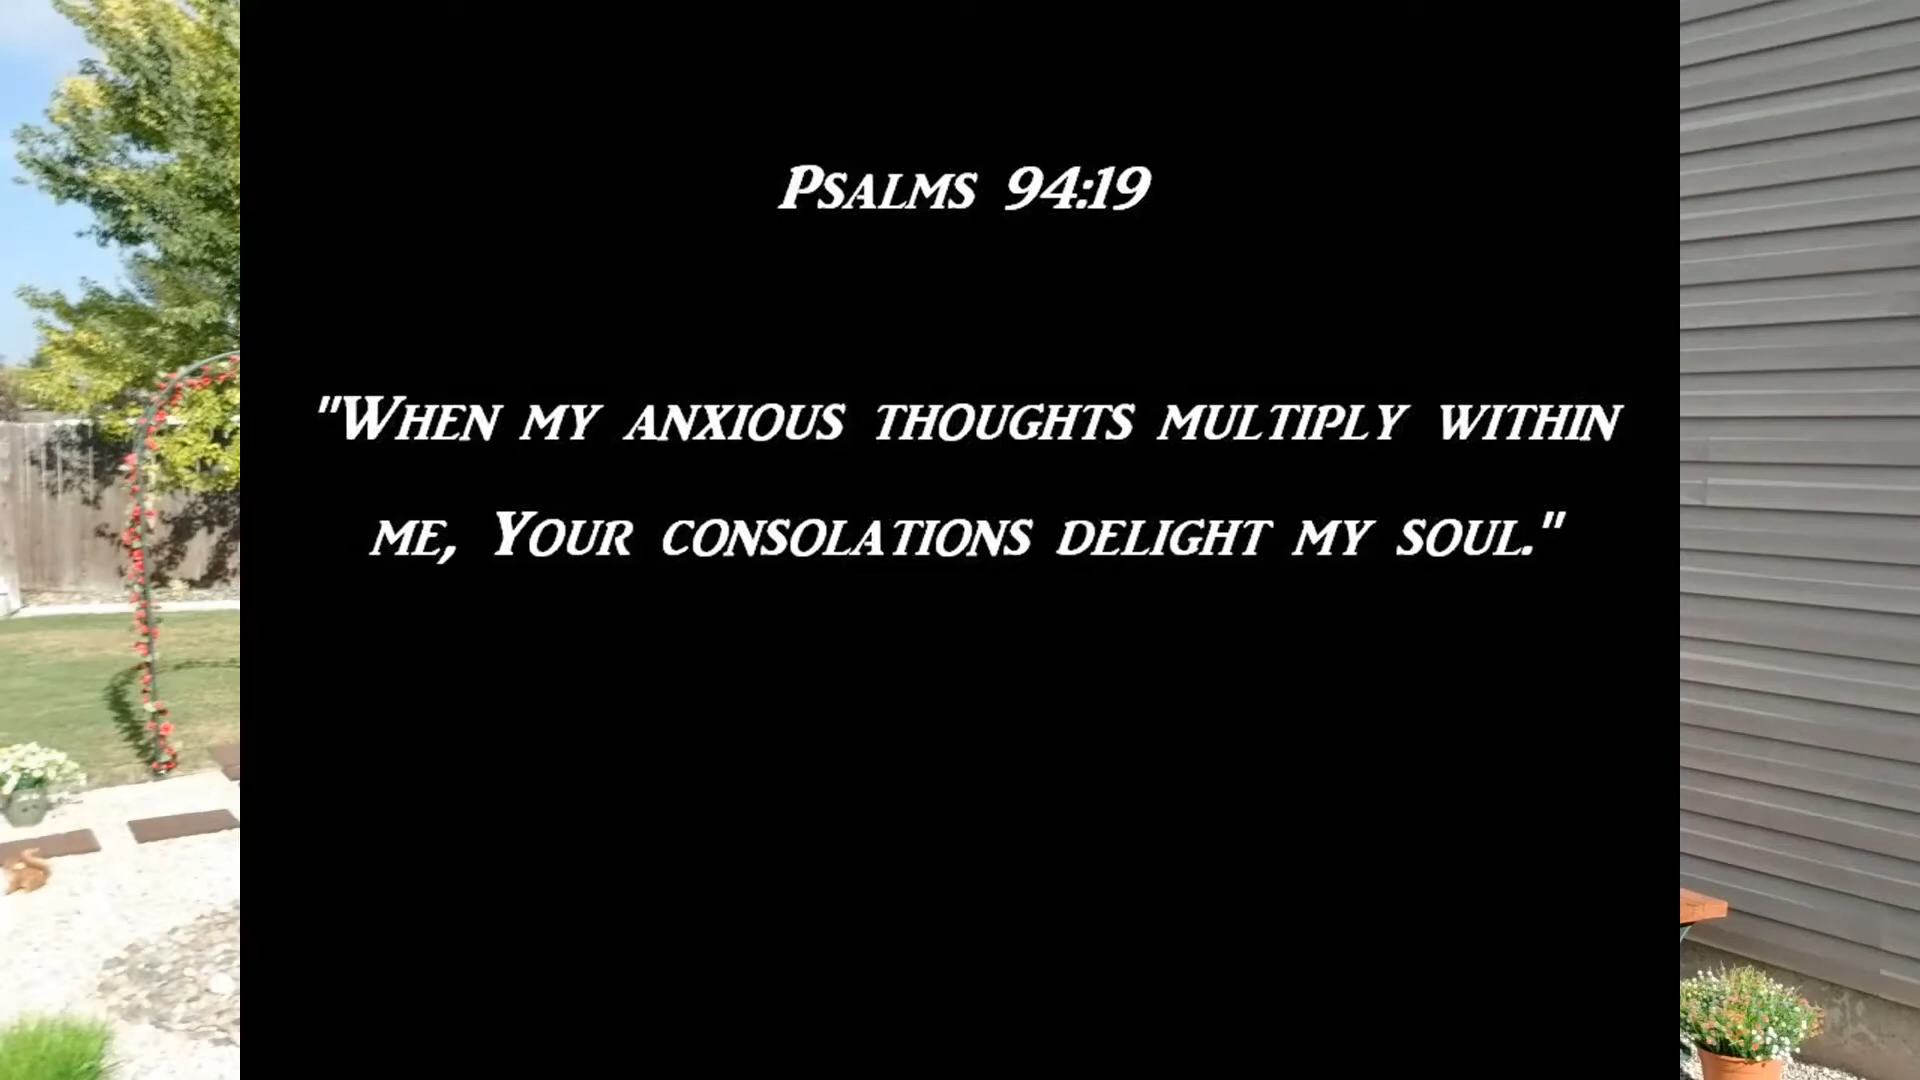 Psalms 94:19
"When my anxious thoughts multiply within
me, Your consolations delight my soul."